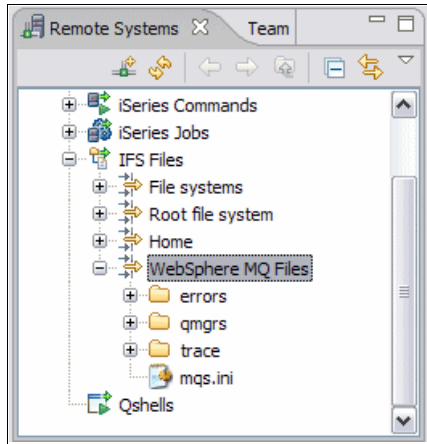 Remote Systems Team
iSeries Commands
iSeries Jobs
IFS Files
File systems
Root file system
Home
WebSphere MQ Files
errors
qmgrs
trace
mqs.ini
Qshells